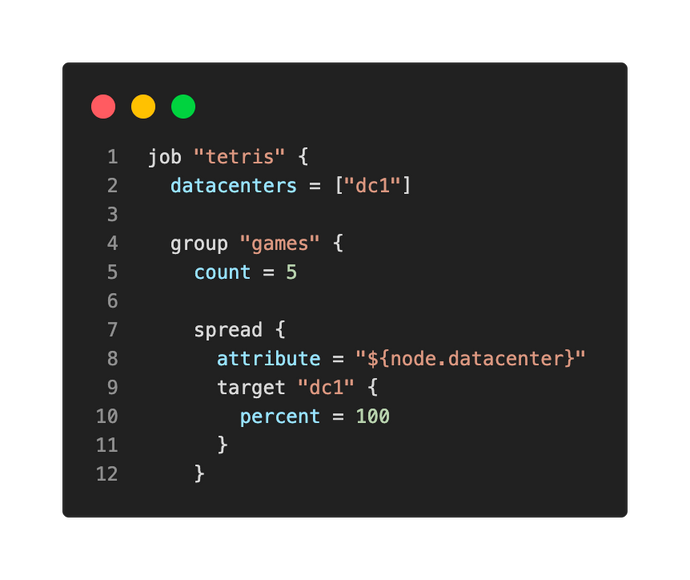 1 job "tetris" {
2 datacenters = ["dc1"]
3
4 group "games" {
5 count = 5
6
7 spread {
8 attribute = "${node.datacenter}"
9 target "dc1" {
10 percent = 100
11 }
12 }